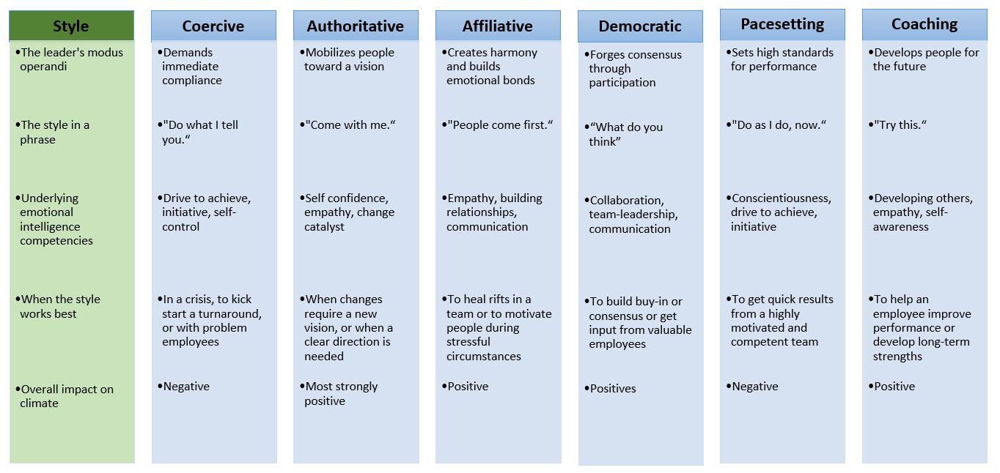 Style
•The leader's modus
operandi
•The style in a
phrase
•Underlying
emotional
intelligence
competencies
•When the style
works best
•Overall impact on
climate
Coercive
•Demands
immediate
compliance
•"Do what I tell
you.“
•Drive to achieve,
initiative, self-
control
•In a crisis, to kick
start a turnaround,
or with problem
employees
•Negative
Authoritative
•Mobilizes people
toward a vision
•"Come with me.“
•Self confidence,
empathy, change
catalyst
•When changes
require a new
vision, or when a
clear direction is
needed
•Most strongly
positive
Affiliative
•Creates harmony
and builds
emotional bonds
•"People come first.“
•Empathy, building
relationships,
communication
•To heal rifts in a
team or to motivate
people during
stressful
circumstances
•Positive
Democratic
•Forges consensus
through
participation
•“What do you
think”
•Collaboration,
team-leadership,
communication
•To build buy-in or
consensus or get
input from valuable
employees
•Positives
Pacesetting
•Sets high standards
for performance
•"Do as I do, now.“
•Conscientiousness,
drive to achieve,
initiative
•To get quick results
from a highly
motivated and
competent team
•Negative
Coaching
•Develops people for
the future
•"Try this.“
•Developing others,
empathy, self-
awareness
•To help an
employee improve
performance or
develop long-term
strengths
•Positive